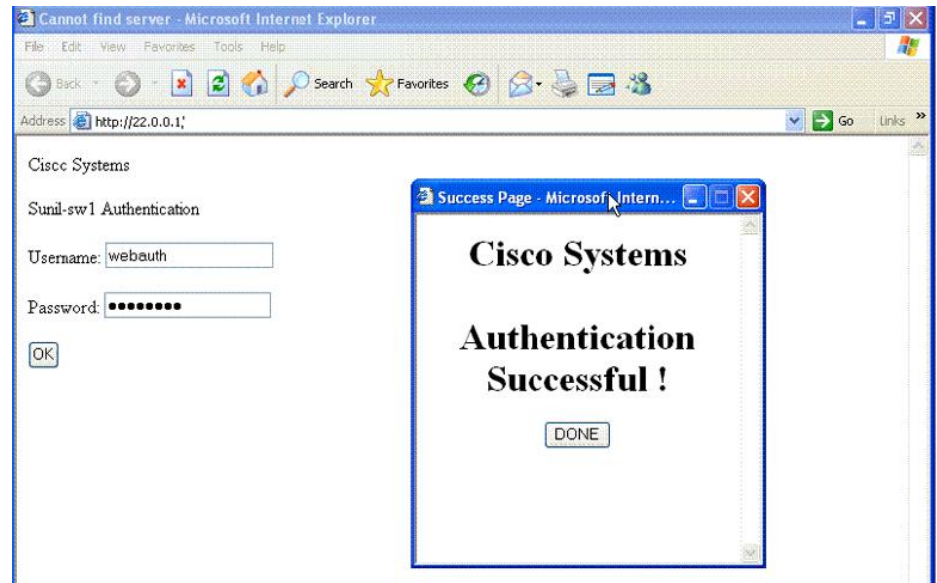 Cannot find server - Microsoft Internet Explorer
File Edit View Favorites Tools Help
Back Search Favorites
Address http://22.0.0.1;' Go Links »
Cisco Systems
Sunil-sw1 Authentication
Username: webauth
Password: ●●●●●●●●
OK
Success Page - Microsoft Intern...
Cisco Systems
Authentication
Successful !
DONE